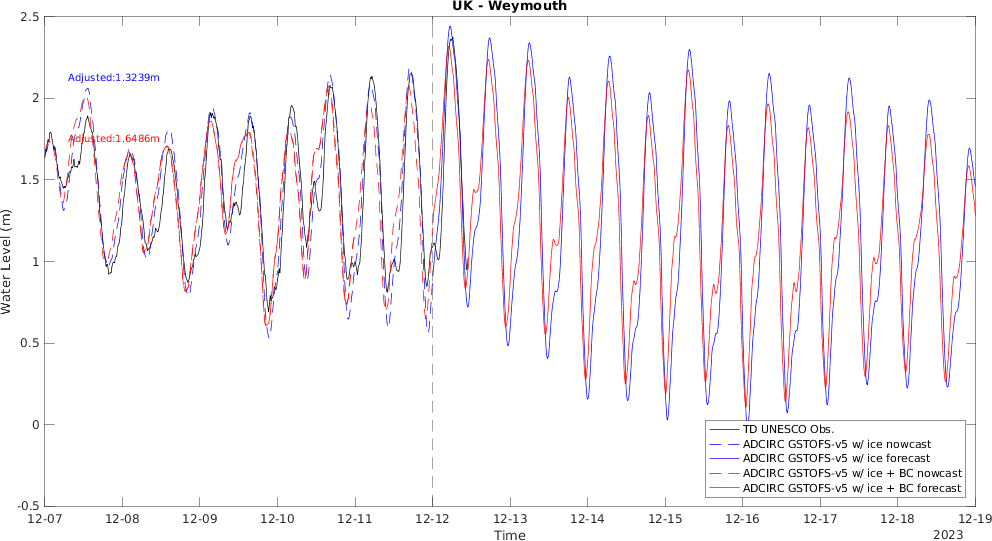 UK - Weymouth
2.5
2
1.5
1
0.5
0
-0.5
Water Level (m)
Adjusted:1.3239m
Adjusted:1.6486m
TD UNESCO Obs.
ADCIRC GSTOFS-v5 w/ ice nowcast
ADCIRC GSTOFS-v5 w/ ice forecast
ADCIRC GSTOFS-v5 w/ ice + BC nowcast
ADCIRC GSTOFS-v5 w/ ice + BC forecast
12-07 12-08 12-09 12-10 12-11 12-12 12-13 12-14 12-15 12-16 12-17 12-18 12-19
Time
2023